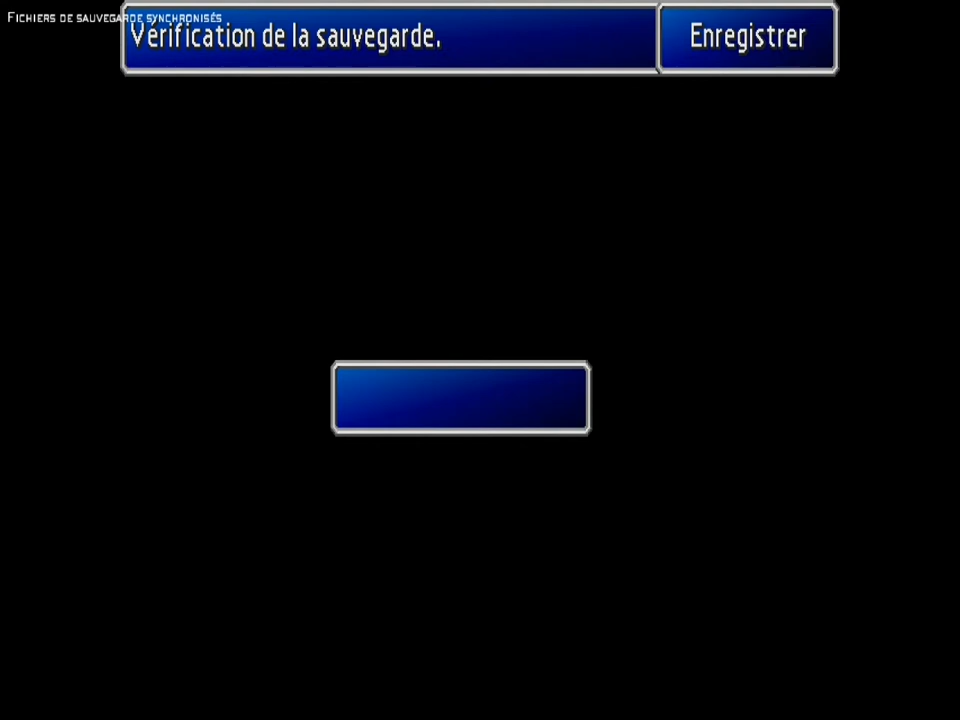 Fichiers de sauvegarde synchronisés
Vérification de la sauvegarde.
Enregistrer